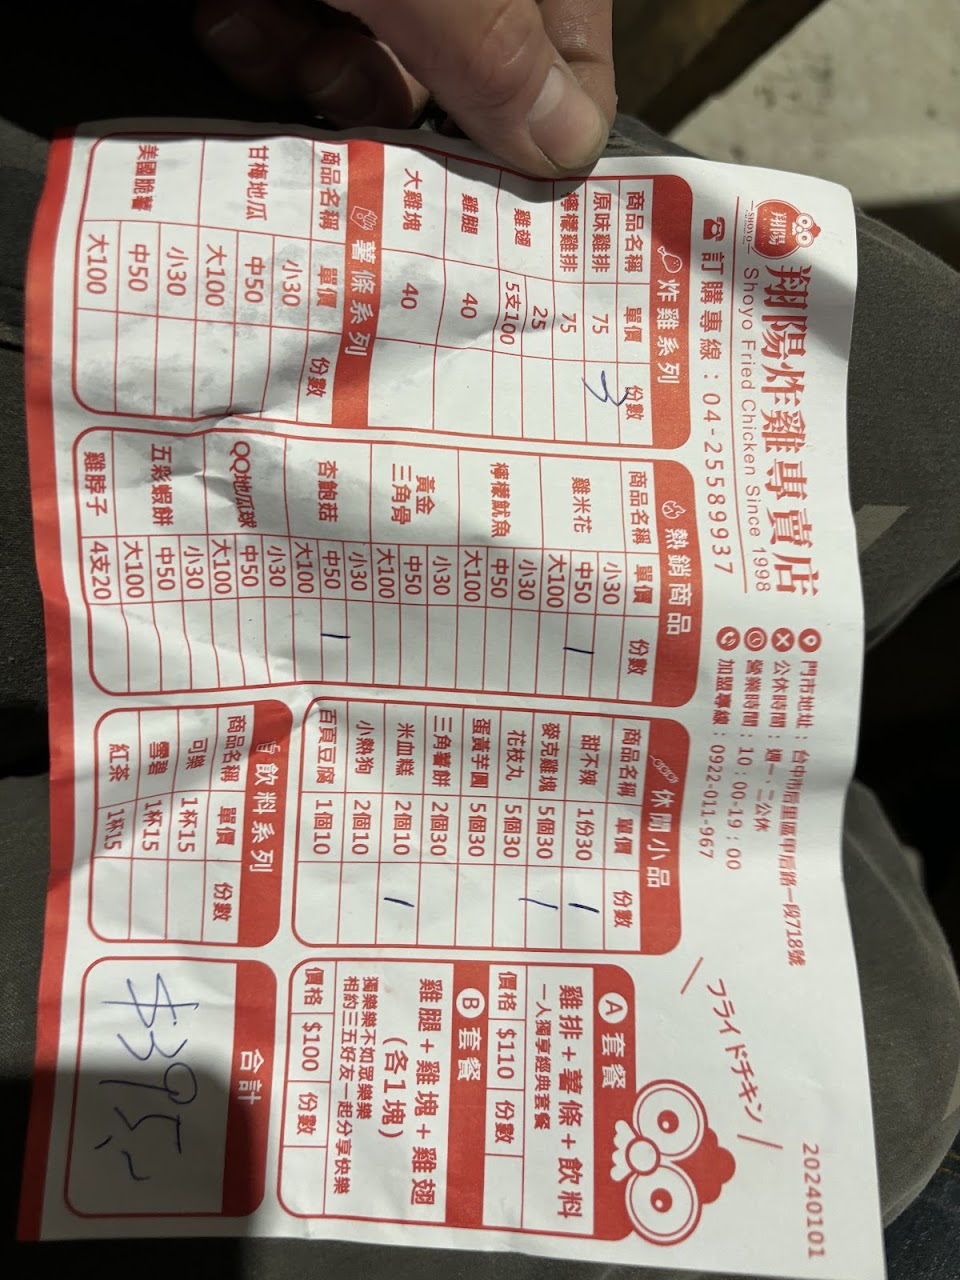 翔陽
SHOYO
翔陽炸雞專賣店
Shoyo Fried Chicken Since 1998
☎訂購專線：04-25589937
門市地址：台中市后里區甲后路一段718號
公休時間：週一、二公休
營業時間：10：00-19：00
加盟專線：0922-011-967
フライドチキン
20240101
炸雞系列
商品名稱 單價 份數
原味雞排 75 3
檸檬雞排 75
雞翅 25
5支100
雞腿 40
大雞塊 40
薯條系列
商品名稱 單價 份數
甘梅地瓜 小30
中50
大100
美國脆薯 小30
中50
大100
熱銷商品
商品名稱 單價 份數
雞米花 小30
中50 1
大100
檸檬魷魚 小30
中50
大100
黃金三角骨 小30
中50
大100
杏鮑菇 小30
中50 1
大100
QQ地瓜球 小30
中50
大100
五彩蝦餅 小30
中50
大100
雞脖子 4支20
休閒小品
商品名稱 單價 份數
甜不辣 1份30 1
麥克雞塊 5個30
花枝丸 5個30 1
蛋黃芋圓 5個30
三角薯餅 2個30
米血糕 2個10 1
小熱狗 2個10
百頁豆腐 1個10
飲料系列
商品名稱 單價 份數
可樂 1杯15
雪碧 1杯15
紅茶 1杯15
A 套餐
雞排+薯條+飲料
一人獨享經典套餐
價格 $110 份數
B 套餐
雞腿+雞塊+雞翅
(各1塊)
獨樂樂不如眾樂樂
相約三五好友一起分享快樂
價格 $100 份數
合計
$395